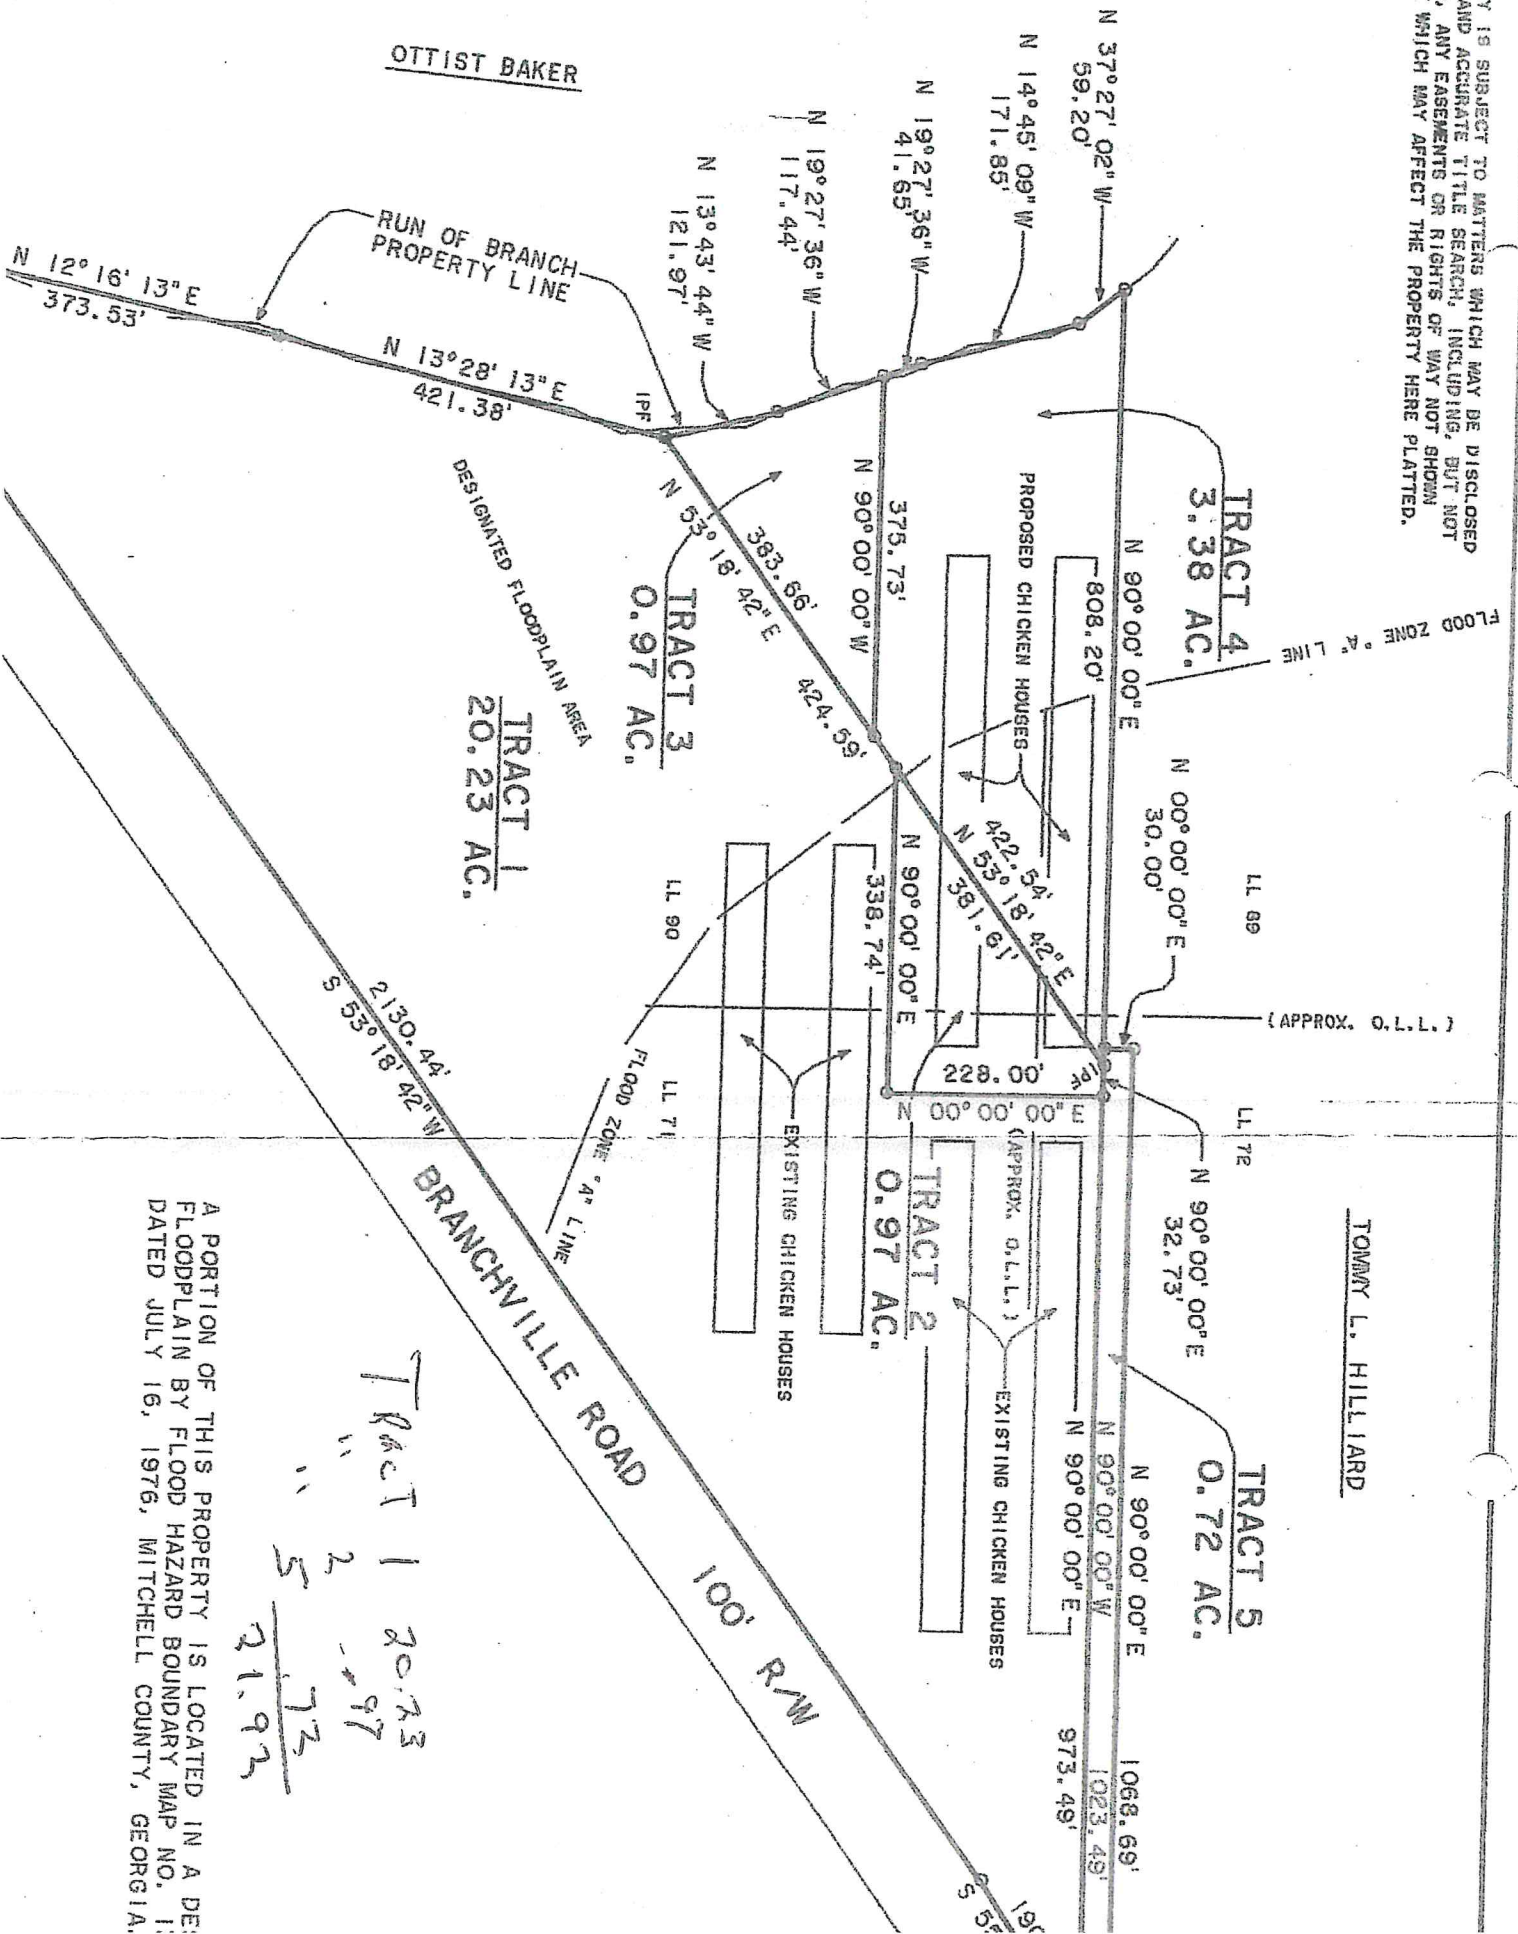 Y IS SUBJECT TO MATTERS WHICH MAY BE DISCLOSED
AND ACCURATE TITLE SEARCH, INCLUDING, BUT NOT
, ANY EASEMENTS OR RIGHTS OF WAY NOT SHOWN
WHICH MAY AFFECT THE PROPERTY HERE PLATTED.
OTTIST BAKER
N 37°27'02"W
59.20'
N 14°45'09"W
171.85'
N 19°27'36"W
41.65'
N 19°27'36"W
117.44'
N 13°43'44"W
121.97'
RUN OF BRANCH
PROPERTY LINE
N 12°16'13"E
373.53'
N 13°28'13"E
421.38'
IPF
TRACT 4
3.38 AC.
FLOOD ZONE "A" LINE
N 90°00'00"E
808.20'
PROPOSED CHICKEN HOUSES
375.73'
N 90°00'00"W
383.66'
N 53°18'42"E
424.59'
TRACT 3
0.97 AC.
DESIGNATED FLOODPLAIN AREA
TRACT 1
20.23 AC.
N 00°00'00"E
30.00'
LL 89
422.54'
N 53°18'42"E
381.61'
N 90°00'00"E
338.74'
LL 90
(APPROX. O.L.L.)
IPF
228.00'
N 00°00'00"E
LL 72
N 90°00'00"E
32.73'
TOMMY L. HILLIARD
LL 71
FLOOD ZONE "A" LINE
EXISTING CHICKEN HOUSES
(APPROX. O.L.L.)
TRACT 2
0.97 AC.
EXISTING CHICKEN HOUSES
TRACT 5
0.72 AC.
N 90°00'00"E
1068.69'
N 90°00'00"W
1023.49'
N 90°00'00"E
973.49'
2130.44'
S 53°18'42"W
BRANCHVILLE ROAD
100' R/W
190
S 55
TRACT 1 20.23
" 2 .97
" 5 .72
21.92
A PORTION OF THIS PROPERTY IS LOCATED IN A DES
FLOODPLAIN BY FLOOD HAZARD BOUNDARY MAP NO. 1
DATED JULY 16, 1976, MITCHELL COUNTY, GEORGIA.